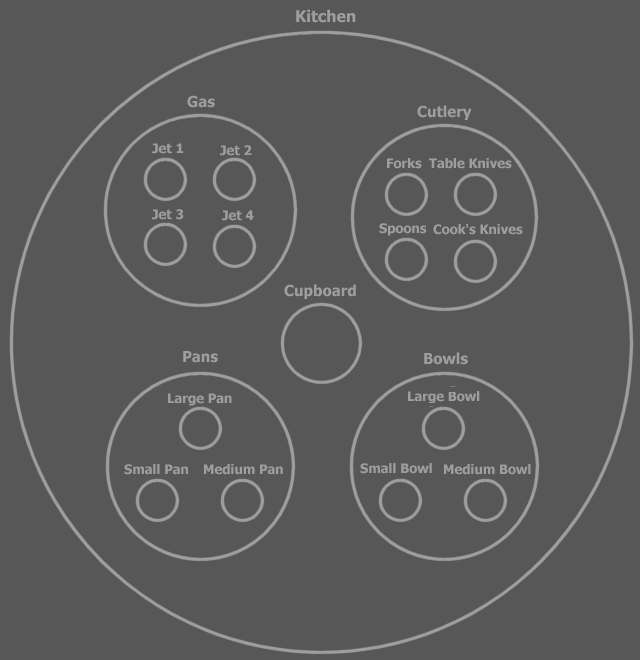 Kitchen
Gas
Cutlery
Jet 1
Jet 2
Forks
Table Knives
Jet 3
Jet 4
Spoons
Cook's Knives
Cupboard
Pans
Bowls
Large Pan
Large Bowl
Small Pan
Medium Pan
Small Bowl
Medium Bowl